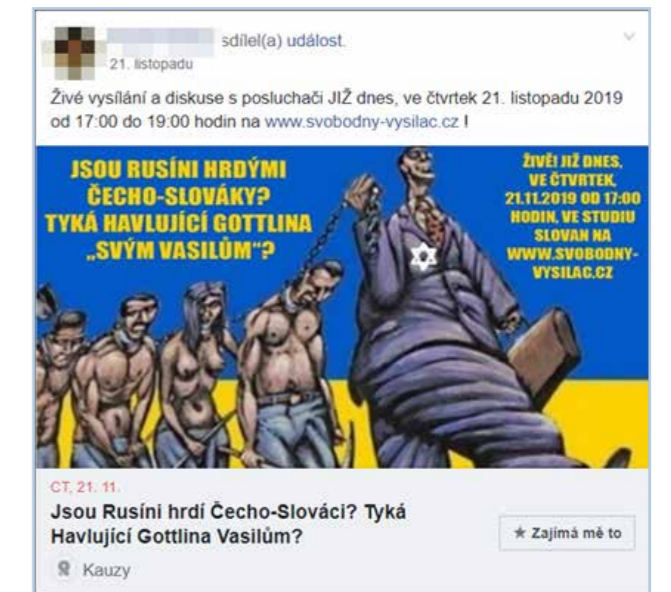 sdílel(a) událost.
21. listopadu
Živé vysílání a diskuse s posluchači JIŽ dnes, ve čtvrtek 21. listopadu 2019
od 17:00 do 19:00 hodin na www.svobodny-vysilac.cz !
JSOU RUSÍNI HRDÝMI
ČECHO-SLOVÁKY?
TYKÁ HAVLUJÍCÍ GOTTLINA
„SVÝM VASILŮM“?
ŽIVĚ! JIŽ DNES,
VE ČTVRTEK,
21.11.2019 OD 17:00
HODIN, VE STUDIU
SLOVAN NA
WWW.SVOBODNY-
VYSILAC.CZ
ČT, 21. 11.
Jsou Rusíni hrdí Čecho-Slováci? Tyká
Havlující Gottlina Vasilům?
★ Zajímá mě to
Kauzy